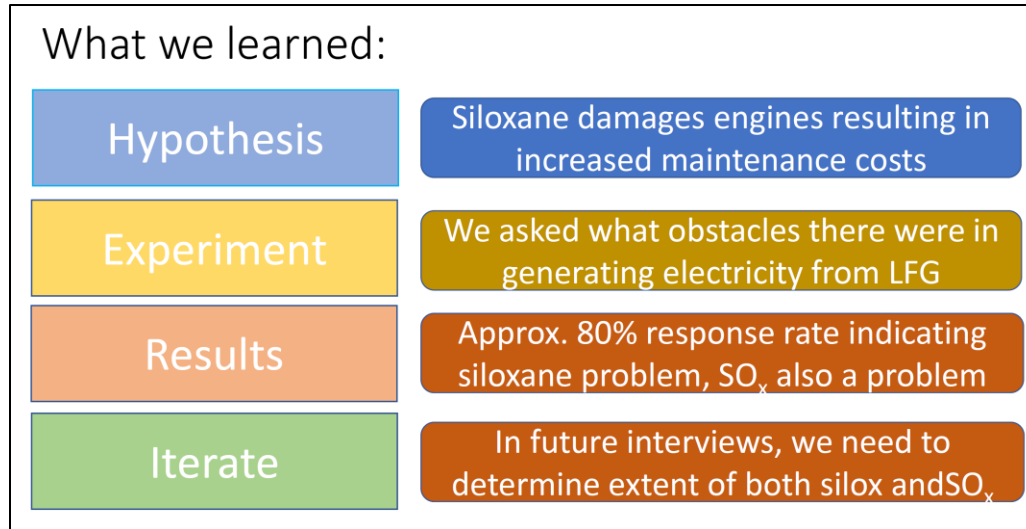 What we learned:
Hypothesis
Siloxane damages engines resulting in
increased maintenance costs
Experiment
We asked what obstacles there were in
generating electricity from LFG
Results
Approx. 80% response rate indicating
siloxane problem, SOₓ also a problem
Iterate
In future interviews, we need to
determine extent of both silox andSOₓ